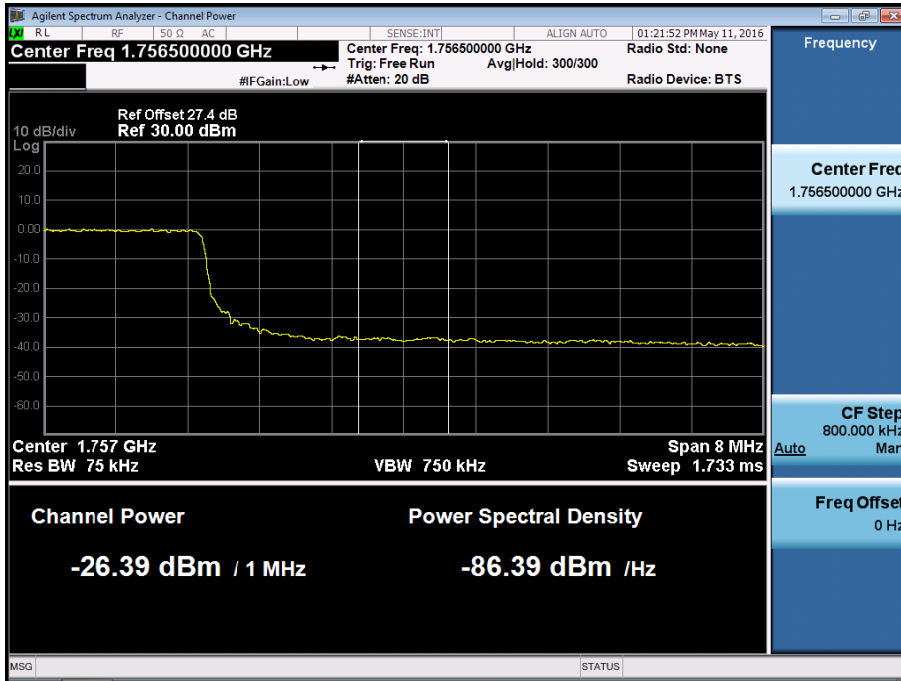 Agilent Spectrum Analyzer - Channel Power
LXI RL RF 50 Ω AC SENSE:INT ALIGN AUTO 01:21:52 PM May 11, 2016
Center Freq 1.756500000 GHz
Center Freq: 1.756500000 GHz
Radio Std: None
Trig: Free Run Avg|Hold: 300/300
#IFGain:Low
#Atten: 20 dB
Radio Device: BTS
Ref Offset 27.4 dB
10 dB/div Ref 30.00 dBm
Log
20.0
10.0
0.00
-10.0
-20.0
-30.0
-40.0
-50.0
-60.0
Center 1.757 GHz
Span 8 MHz
Res BW 75 kHz
VBW 750 kHz
Sweep 1.733 ms
Channel Power
Power Spectral Density
-26.39 dBm / 1 MHz
-86.39 dBm /Hz
MSG
STATUS
Frequency
Center Freq
1.756500000 GHz
CF Step
800.000 kHz
Auto Man
Freq Offset
0 Hz